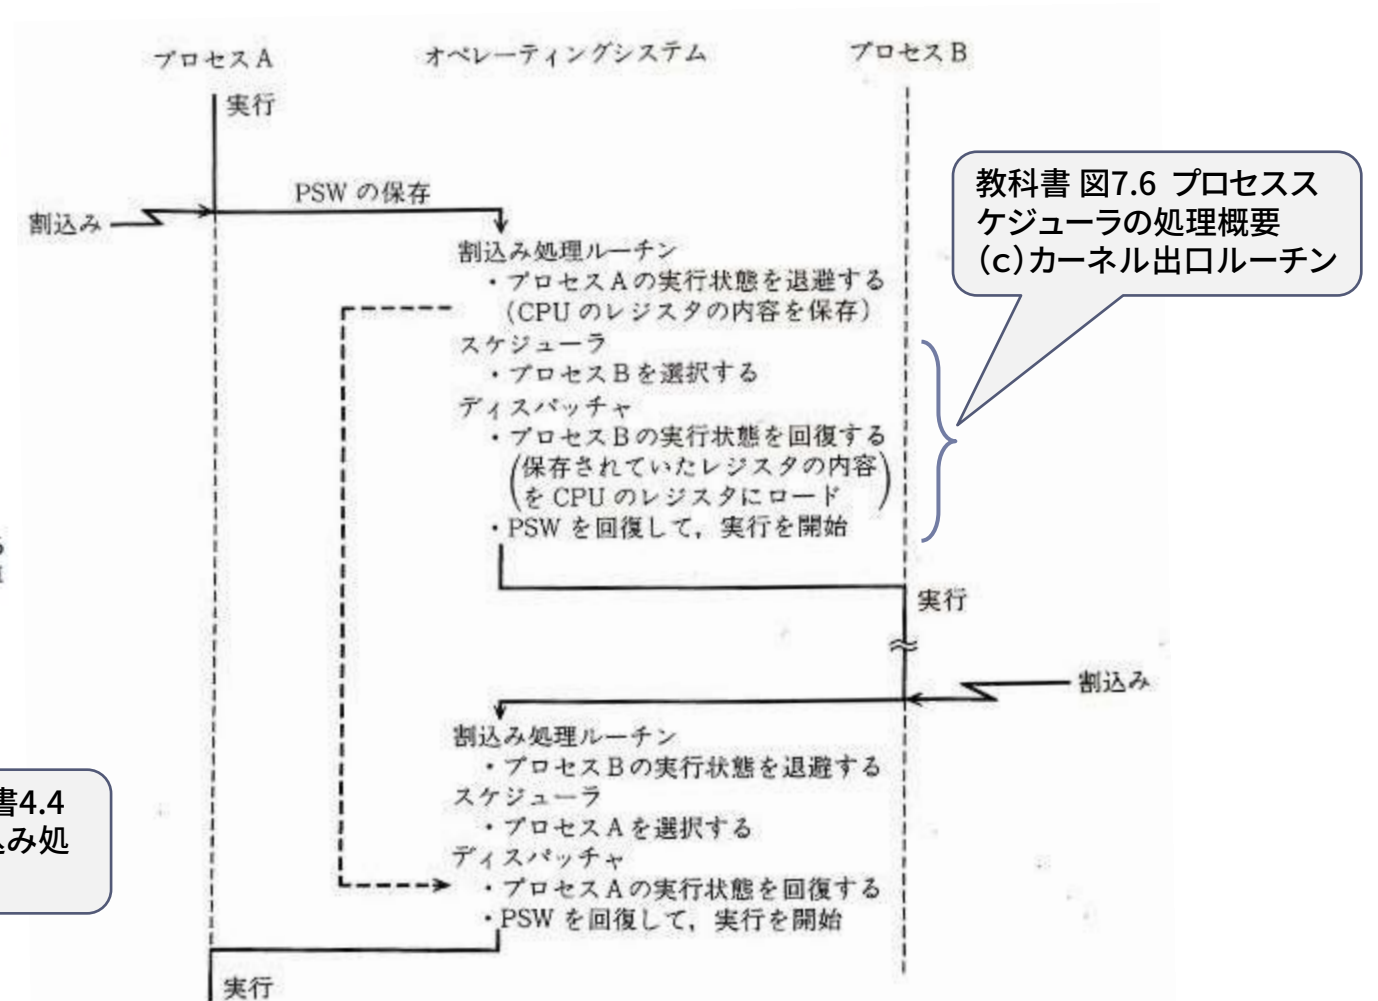 プロセスA
オペレーティングシステム
プロセスB
実行
PSW の保存
割込み
教科書 図7.6 プロセスス
ケジューラの処理概要
(c)カーネル出口ルーチン
割込み処理ルーチン
・プロセスAの実行状態を退避する
(CPU のレジスタの内容を保存)
スケジューラ
・プロセスBを選択する
ディスパッチャ
・プロセスBの実行状態を回復する
(保存されていたレジスタの内容
を CPU のレジスタにロード)
・PSW を回復して，実行を開始
実行
割込み
割込み処理ルーチン
・プロセスBの実行状態を退避する
スケジューラ
・プロセスAを選択する
ディスパッチャ
・プロセスAの実行状態を回復する
・PSW を回復して，実行を開始
実行
書4.4
み処